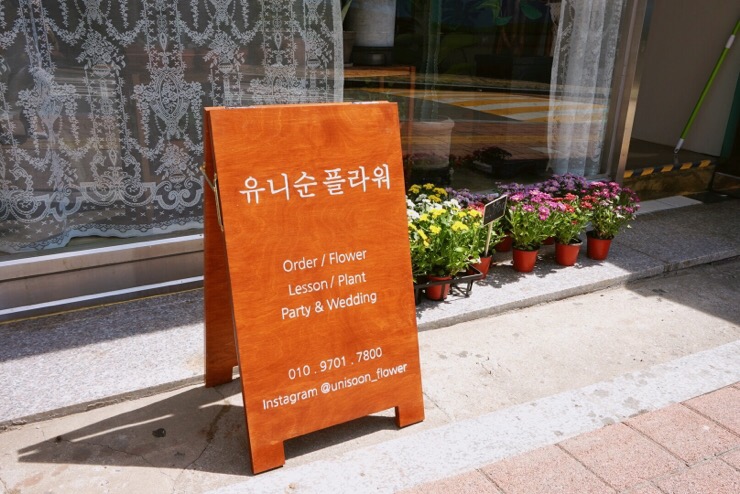 유니순플라워
Order / Flower
Lesson / Plant
Party & Wedding
010 . 9701 . 7800
Instagram @unisoon_flower